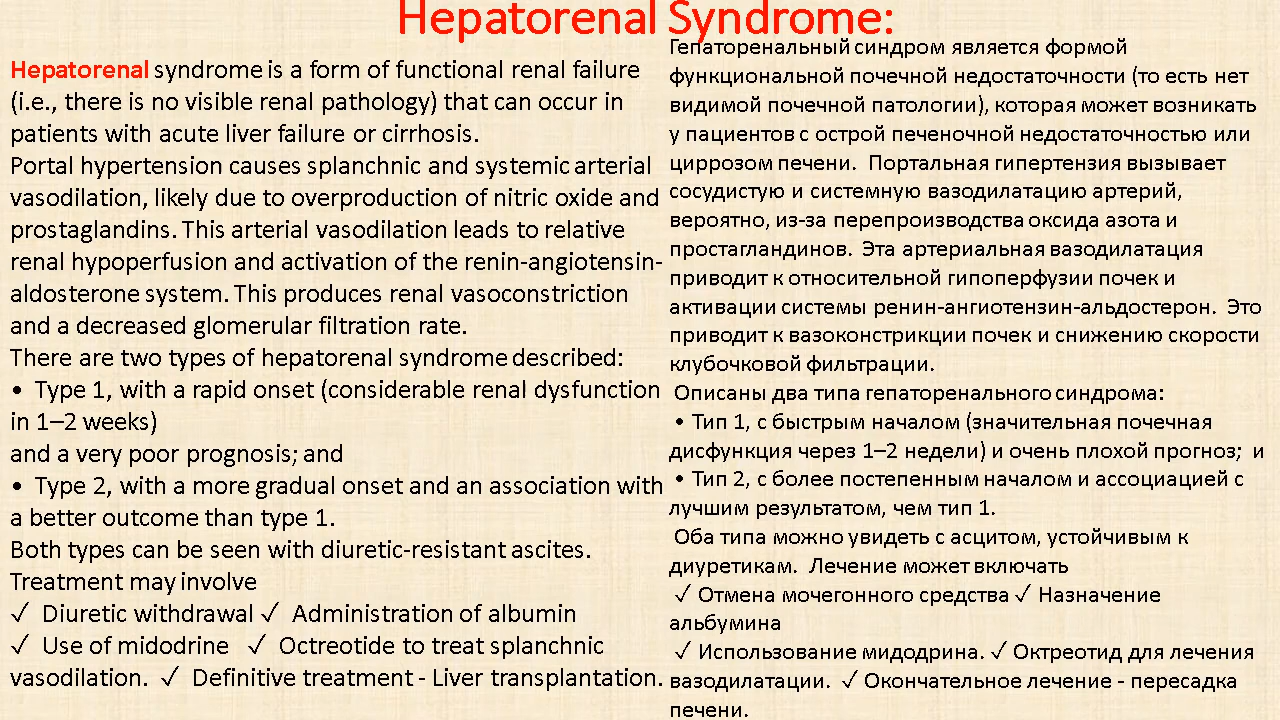 Hepatorenal Syndrome:
Hepatorenal syndrome is a form of functional renal failure
(i.e., there is no visible renal pathology) that can occur in
patients with acute liver failure or cirrhosis.
Portal hypertension causes splanchnic and systemic arterial
vasodilation, likely due to overproduction of nitric oxide and
prostaglandins. This arterial vasodilation leads to relative
renal hypoperfusion and activation of the renin-angiotensin-
aldosterone system. This produces renal vasoconstriction
and a decreased glomerular filtration rate.
There are two types of hepatorenal syndrome described:
• Type 1, with a rapid onset (considerable renal dysfunction
in 1–2 weeks)
and a very poor prognosis; and
• Type 2, with a more gradual onset and an association with
a better outcome than type 1.
Both types can be seen with diuretic-resistant ascites.
Treatment may involve
✓ Diuretic withdrawal ✓ Administration of albumin
✓ Use of midodrine ✓ Octreotide to treat splanchnic
vasodilation. ✓ Definitive treatment - Liver transplantation.
Гепаторенальный синдром является формой
функциональной почечной недостаточности (то есть нет
видимой почечной патологии), которая может возникать
у пациентов с острой печеночной недостаточностью или
циррозом печени. Портальная гипертензия вызывает
сосудистую и системную вазодилатацию артерий,
вероятно, из-за перепроизводства оксида азота и
простагландинов. Эта артериальная вазодилатация
приводит к относительной гипоперфузии почек и
активации системы ренин-ангиотензин-альдостерон. Это
приводит к вазоконстрикции почек и снижению скорости
клубочковой фильтрации.
Описаны два типа гепаторенального синдрома:
• Тип 1, с быстрым началом (значительная почечная
дисфункция через 1–2 недели) и очень плохой прогноз; и
• Тип 2, с более постепенным началом и ассоциацией с
лучшим результатом, чем тип 1.
Оба типа можно увидеть с асцитом, устойчивым к
диуретикам. Лечение может включать
✓ Отмена мочегонного средства ✓ Назначение
альбумина
✓ Использование мидодрина. ✓ Октреотид для лечения
вазодилатации. ✓ Окончательное лечение - пересадка
печени.